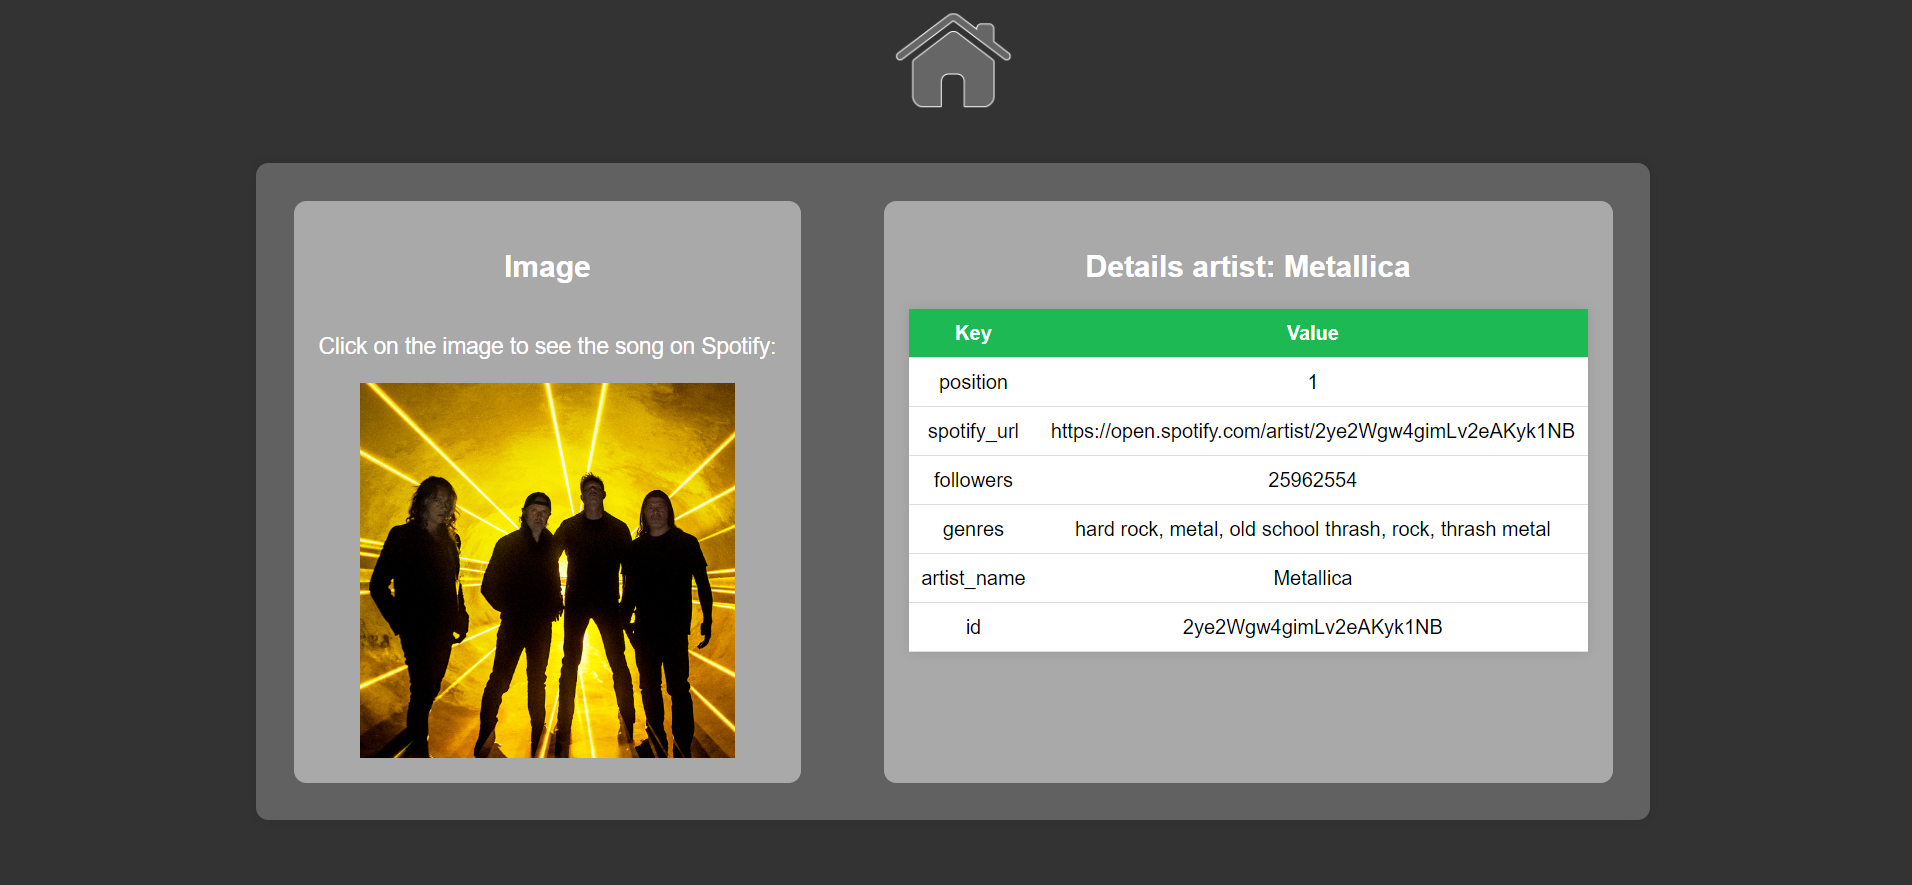 Image
Click on the image to see the song on Spotify:
Details artist: Metallica
Key Value
position 1
spotify_url https://open.spotify.com/artist/2ye2Wgw4gimLv2eAKyk1NB
followers 25962554
genres hard rock, metal, old school thrash, rock, thrash metal
artist_name Metallica
id 2ye2Wgw4gimLv2eAKyk1NB